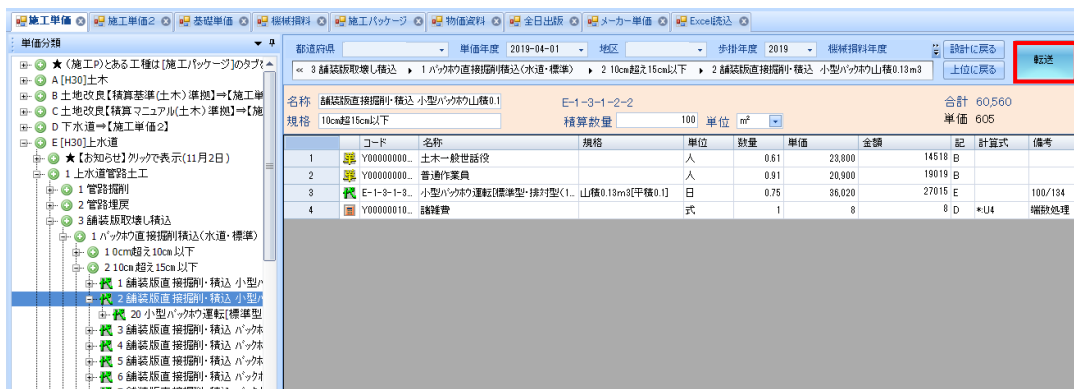 施工単価 施工単価2 基礎単価 機械損料 施工パッケージ 物価資料 全日出版 メーカー単価 Excel読込
単価分類
★ (施工P)とある工種は[施工パッケージ]のタブを
A [H30]土木
B 土地改良【積算基準(土木)準拠】⇒【施工単
C 土地改良【積算マニュアル(土木)準拠】⇒【施
D 下水道⇒【施工単価2】
E [H30]上水道
★【お知らせ】クリックで表示(11月2日)
1 上水道管路土工
1 管路掘削
2 管路埋戻
3 舗装版取壊し積込
1 バックホウ直接掘削積込(水道・標準)
1 0cm超え10cm以下
2 10cm超え15cm以下
1 舗装版直接掘削・積込 小型バ
2 舗装版直接掘削・積込 小型バ
20 小型バックホウ運転[標準型
3 舗装版直接掘削・積込 バックホ
4 舗装版直接掘削・積込 バックホ
5 舗装版直接掘削・積込 バックホ
6 舗装版直接掘削・積込 バックホ
都道府県 単価年度 2019-04-01 地区 歩掛年度 2019 機械損料年度 設計に戻る 転送
« 3 舗装版取壊し積込 ▸ 1 バックホウ直接掘削積込(水道・標準) ▸ 2 10cm超え15cm以下 ▸ 2 舗装版直接掘削・積込 小型バックホウ山積0.13m3 上位に戻る
名称 舗装版直接掘削・積込 小型バックホウ山積0.1 E-1-3-1-2-2 合計 60,560
規格 10cm超15cm以下 積算数量 100 単位 m² 単価 605
コード 名称 規格 単位 数量 単価 金額 記 計算式 備考
1 Y00000000... 土木一般世話役 人 0.61 23,800 14518 B
2 Y00000000... 普通作業員 人 0.91 20,900 19019 B
3 E-1-3-1-3... 小型バックホウ運転[標準型・排対型(1... 山積0.13m3[平積0.1] 日 0.75 36,020 27015 E 100/134
4 Y00000010... 諸雑費 式 1 8 8 D *:U4 端数処理